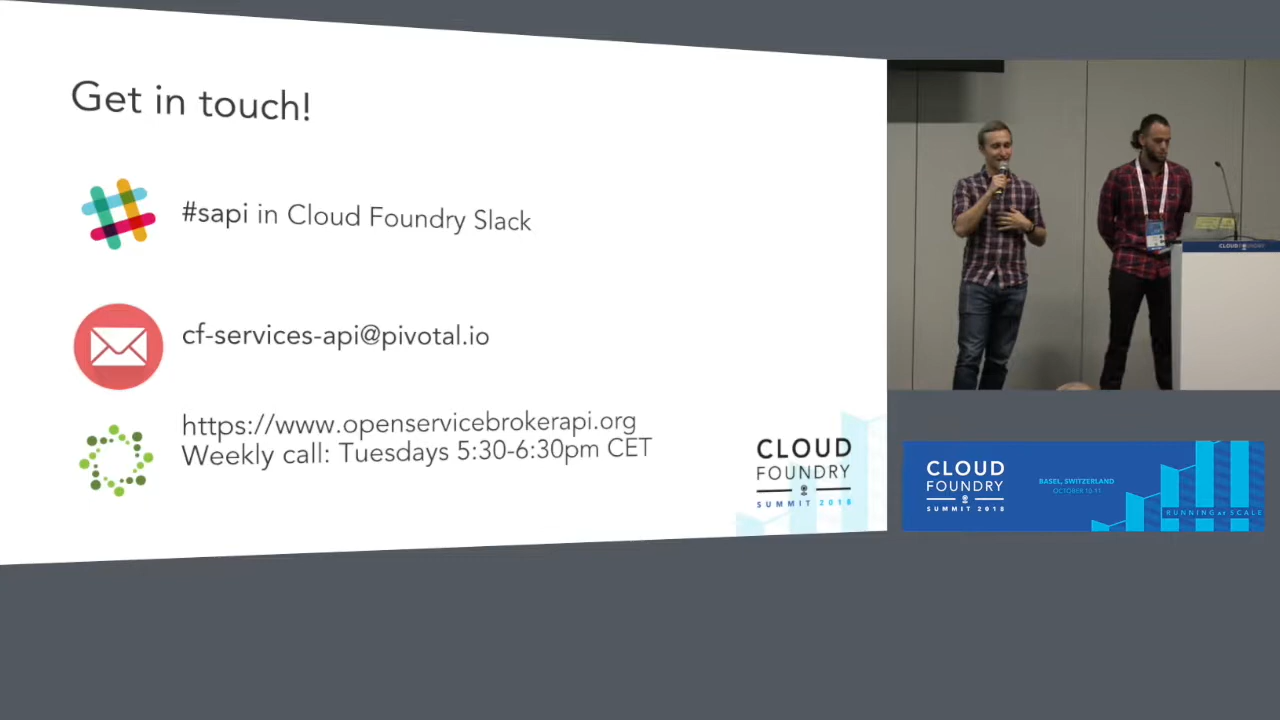 Get in touch!
#sapi in Cloud Foundry Slack
cf-services-api@pivotal.io
https://www.openservicebrokerapi.org
Weekly call: Tuesdays 5:30-6:30pm CET
CLOUD
FOUNDRY
SUMMIT 2018
CLOUD FOUNDRY
CLOUD
FOUNDRY
SUMMIT 2018
BASEL, SWITZERLAND
OCTOBER 10-11
RUNNING at SCALE